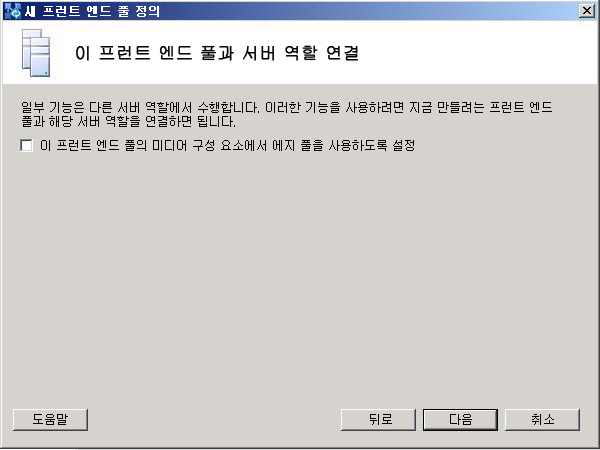 새 프런트 엔드 풀 정의
이 프런트 엔드 풀과 서버 역할 연결
일부 기능은 다른 서버 역할에서 수행합니다. 이러한 기능을 사용하려면 지금 만들려는 프런트 엔드
풀과 해당 서버 역할을 연결하면 됩니다.
이 프런트 엔드 풀의 미디어 구성 요소에서 에지 풀을 사용하도록 설정
도움말
뒤로
다음
취소